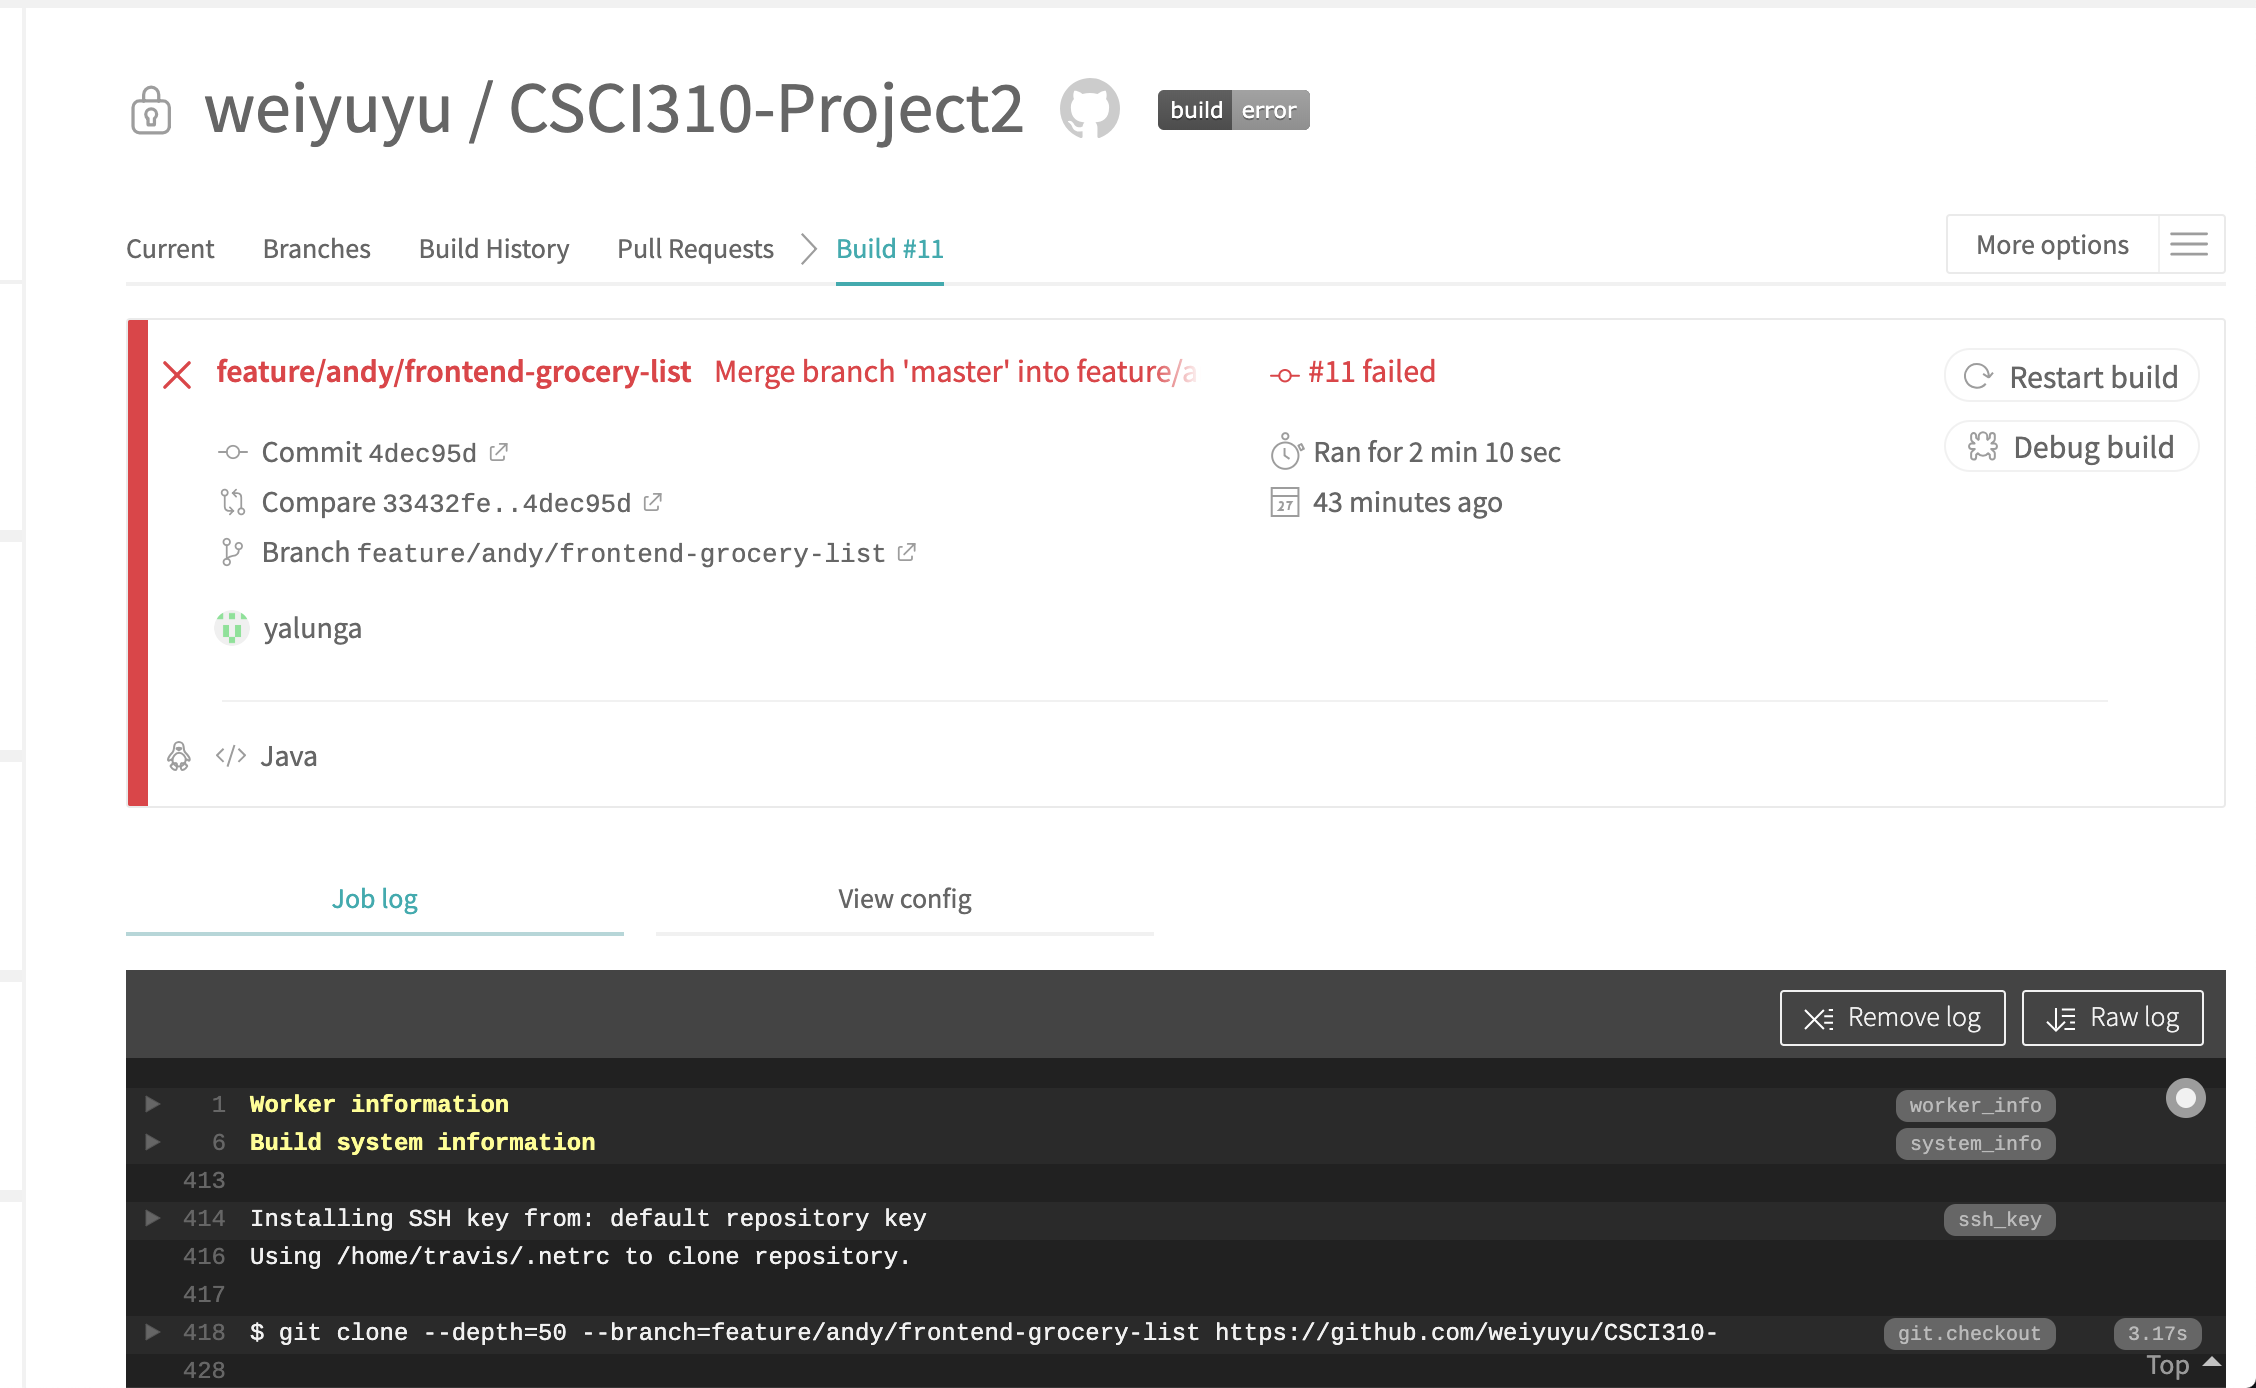 weiyuyu / CSCI310-Project2 build error
Current Branches Build History Pull Requests Build #11 More options
feature/andy/frontend-grocery-list Merge branch 'master' into feature/a #11 failed Restart build
Commit 4dec95d Ran for 2 min 10 sec Debug build
Compare 33432fe..4dec95d 27 43 minutes ago
Branch feature/andy/frontend-grocery-list
yalunga
</> Java
Job log View config
Remove log Raw log
1 Worker information worker_info
6 Build system information system_info
413
414 Installing SSH key from: default repository key ssh_key
416 Using /home/travis/.netrc to clone repository.
417
418 $ git clone --depth=50 --branch=feature/andy/frontend-grocery-list https://github.com/weiyuyu/CSCI310- git.checkout 3.17s
428 Top